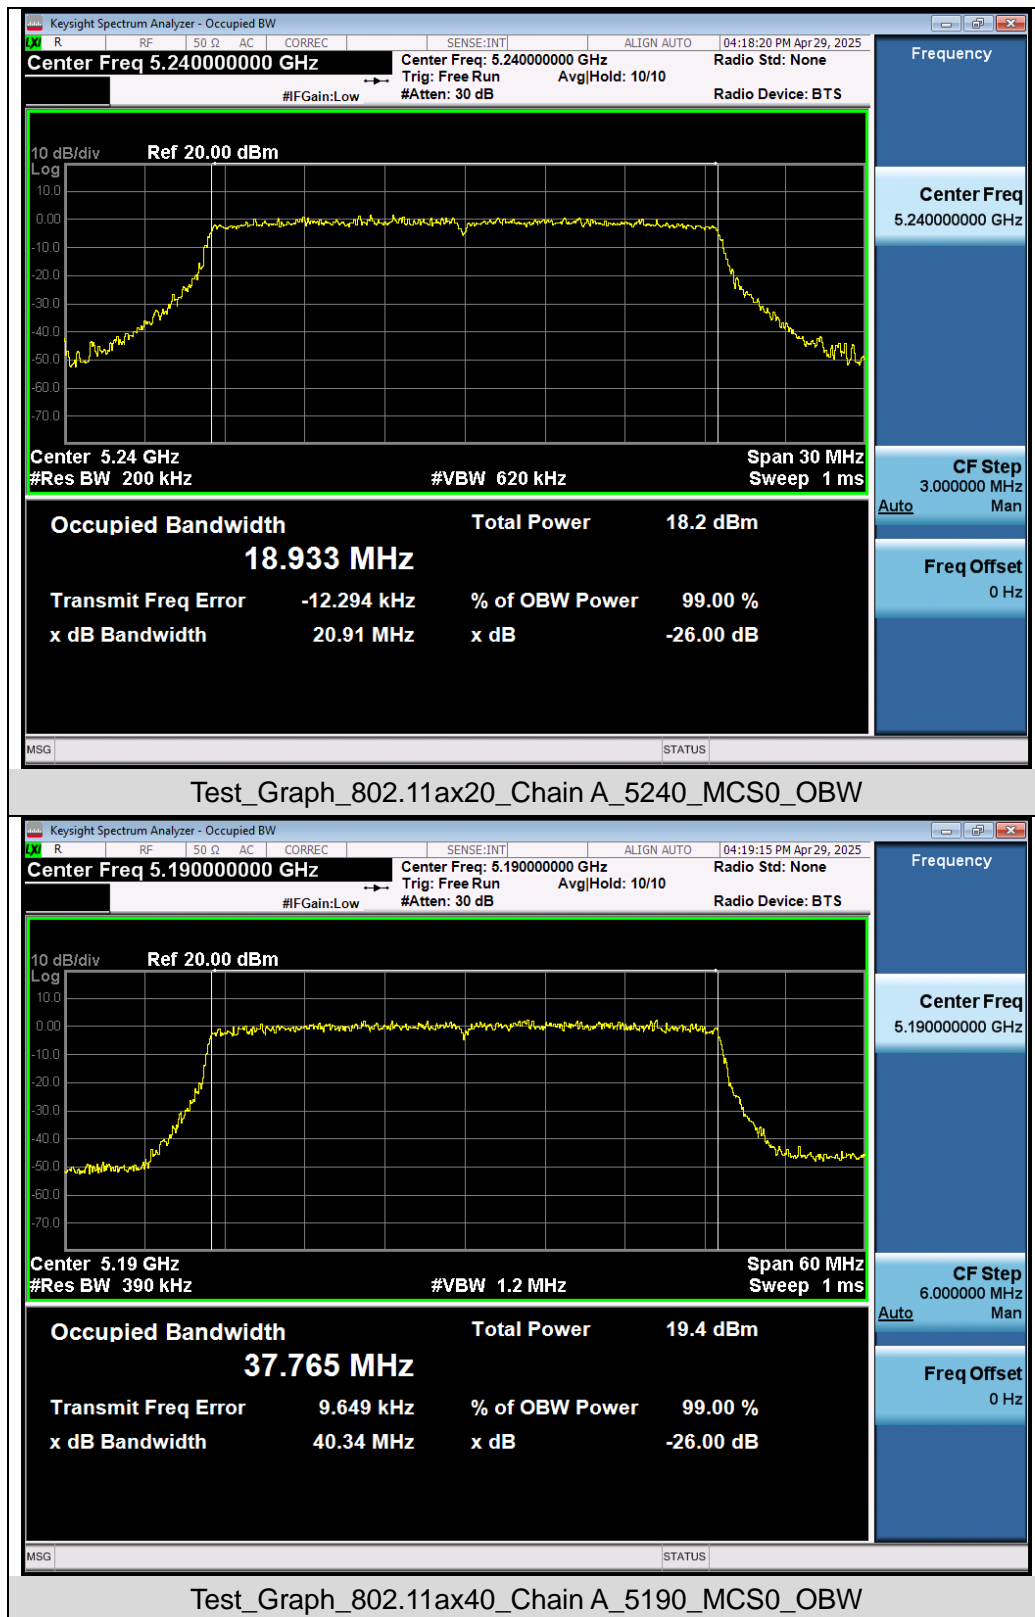 Keysight Spectrum Analyzer - Occupied BW
LXI R RF 50 Ω AC CORREC SENSE:INT ALIGN AUTO 04:18:20 PM Apr 29, 2025
Center Freq 5.240000000 GHz
#IFGain:Low
Center Freq: 5.240000000 GHz
Trig: Free Run Avg|Hold: 10/10
#Atten: 30 dB
Radio Std: None
Radio Device: BTS
10 dB/div Ref 20.00 dBm
Log
10.0
0.00
-10.0
-20.0
-30.0
-40.0
-50.0
-60.0
-70.0
Center 5.24 GHz Span 30 MHz
#Res BW 200 kHz #VBW 620 kHz Sweep 1 ms
Occupied Bandwidth Total Power 18.2 dBm
18.933 MHz
Transmit Freq Error -12.294 kHz % of OBW Power 99.00 %
x dB Bandwidth 20.91 MHz x dB -26.00 dB
MSG STATUS
Frequency
Center Freq
5.240000000 GHz
CF Step
3.000000 MHz
Auto Man
Freq Offset
0 Hz
Test_Graph_802.11ax20_Chain A_5240_MCS0_OBW
Keysight Spectrum Analyzer - Occupied BW
LXI R RF 50 Ω AC CORREC SENSE:INT ALIGN AUTO 04:19:15 PM Apr 29, 2025
Center Freq 5.190000000 GHz
#IFGain:Low
Center Freq: 5.190000000 GHz
Trig: Free Run Avg|Hold: 10/10
#Atten: 30 dB
Radio Std: None
Radio Device: BTS
10 dB/div Ref 20.00 dBm
Log
10.0
0.00
-10.0
-20.0
-30.0
-40.0
-50.0
-60.0
-70.0
Center 5.19 GHz Span 60 MHz
#Res BW 390 kHz #VBW 1.2 MHz Sweep 1 ms
Occupied Bandwidth Total Power 19.4 dBm
37.765 MHz
Transmit Freq Error 9.649 kHz % of OBW Power 99.00 %
x dB Bandwidth 40.34 MHz x dB -26.00 dB
MSG STATUS
Frequency
Center Freq
5.190000000 GHz
CF Step
6.000000 MHz
Auto Man
Freq Offset
0 Hz
Test_Graph_802.11ax40_Chain A_5190_MCS0_OBW